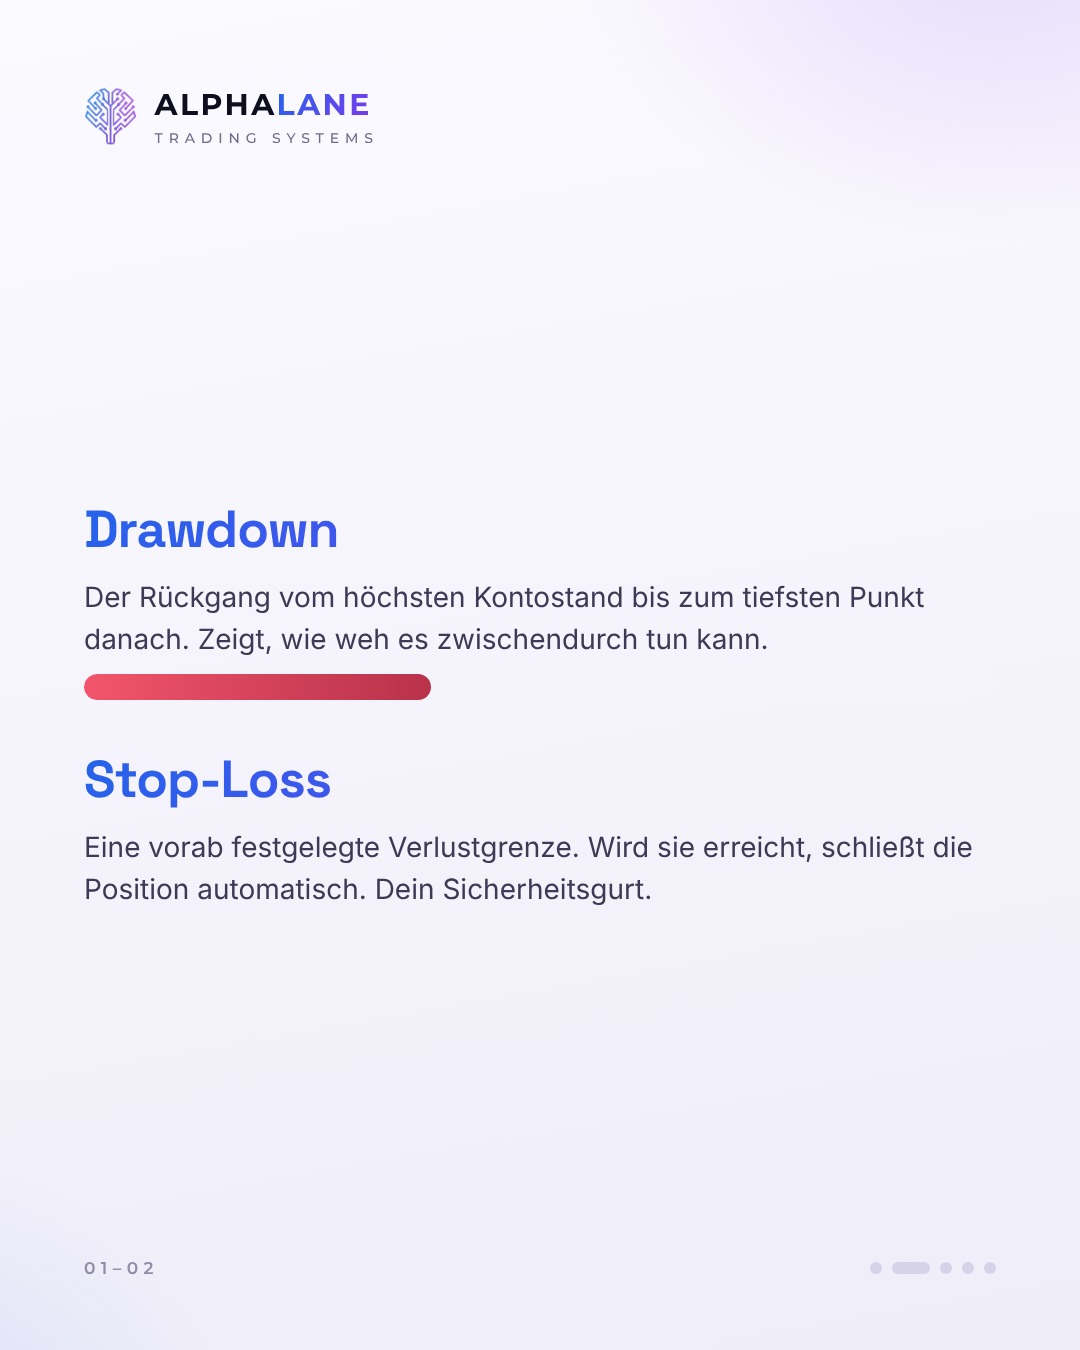 ALPHALANE
TRADING SYSTEMS
Drawdown
Der Rückgang vom höchsten Kontostand bis zum tiefsten Punkt
danach. Zeigt, wie weh es zwischendurch tun kann.
Stop-Loss
Eine vorab festgelegte Verlustgrenze. Wird sie erreicht, schließt die
Position automatisch. Dein Sicherheitsgurt.
01–02